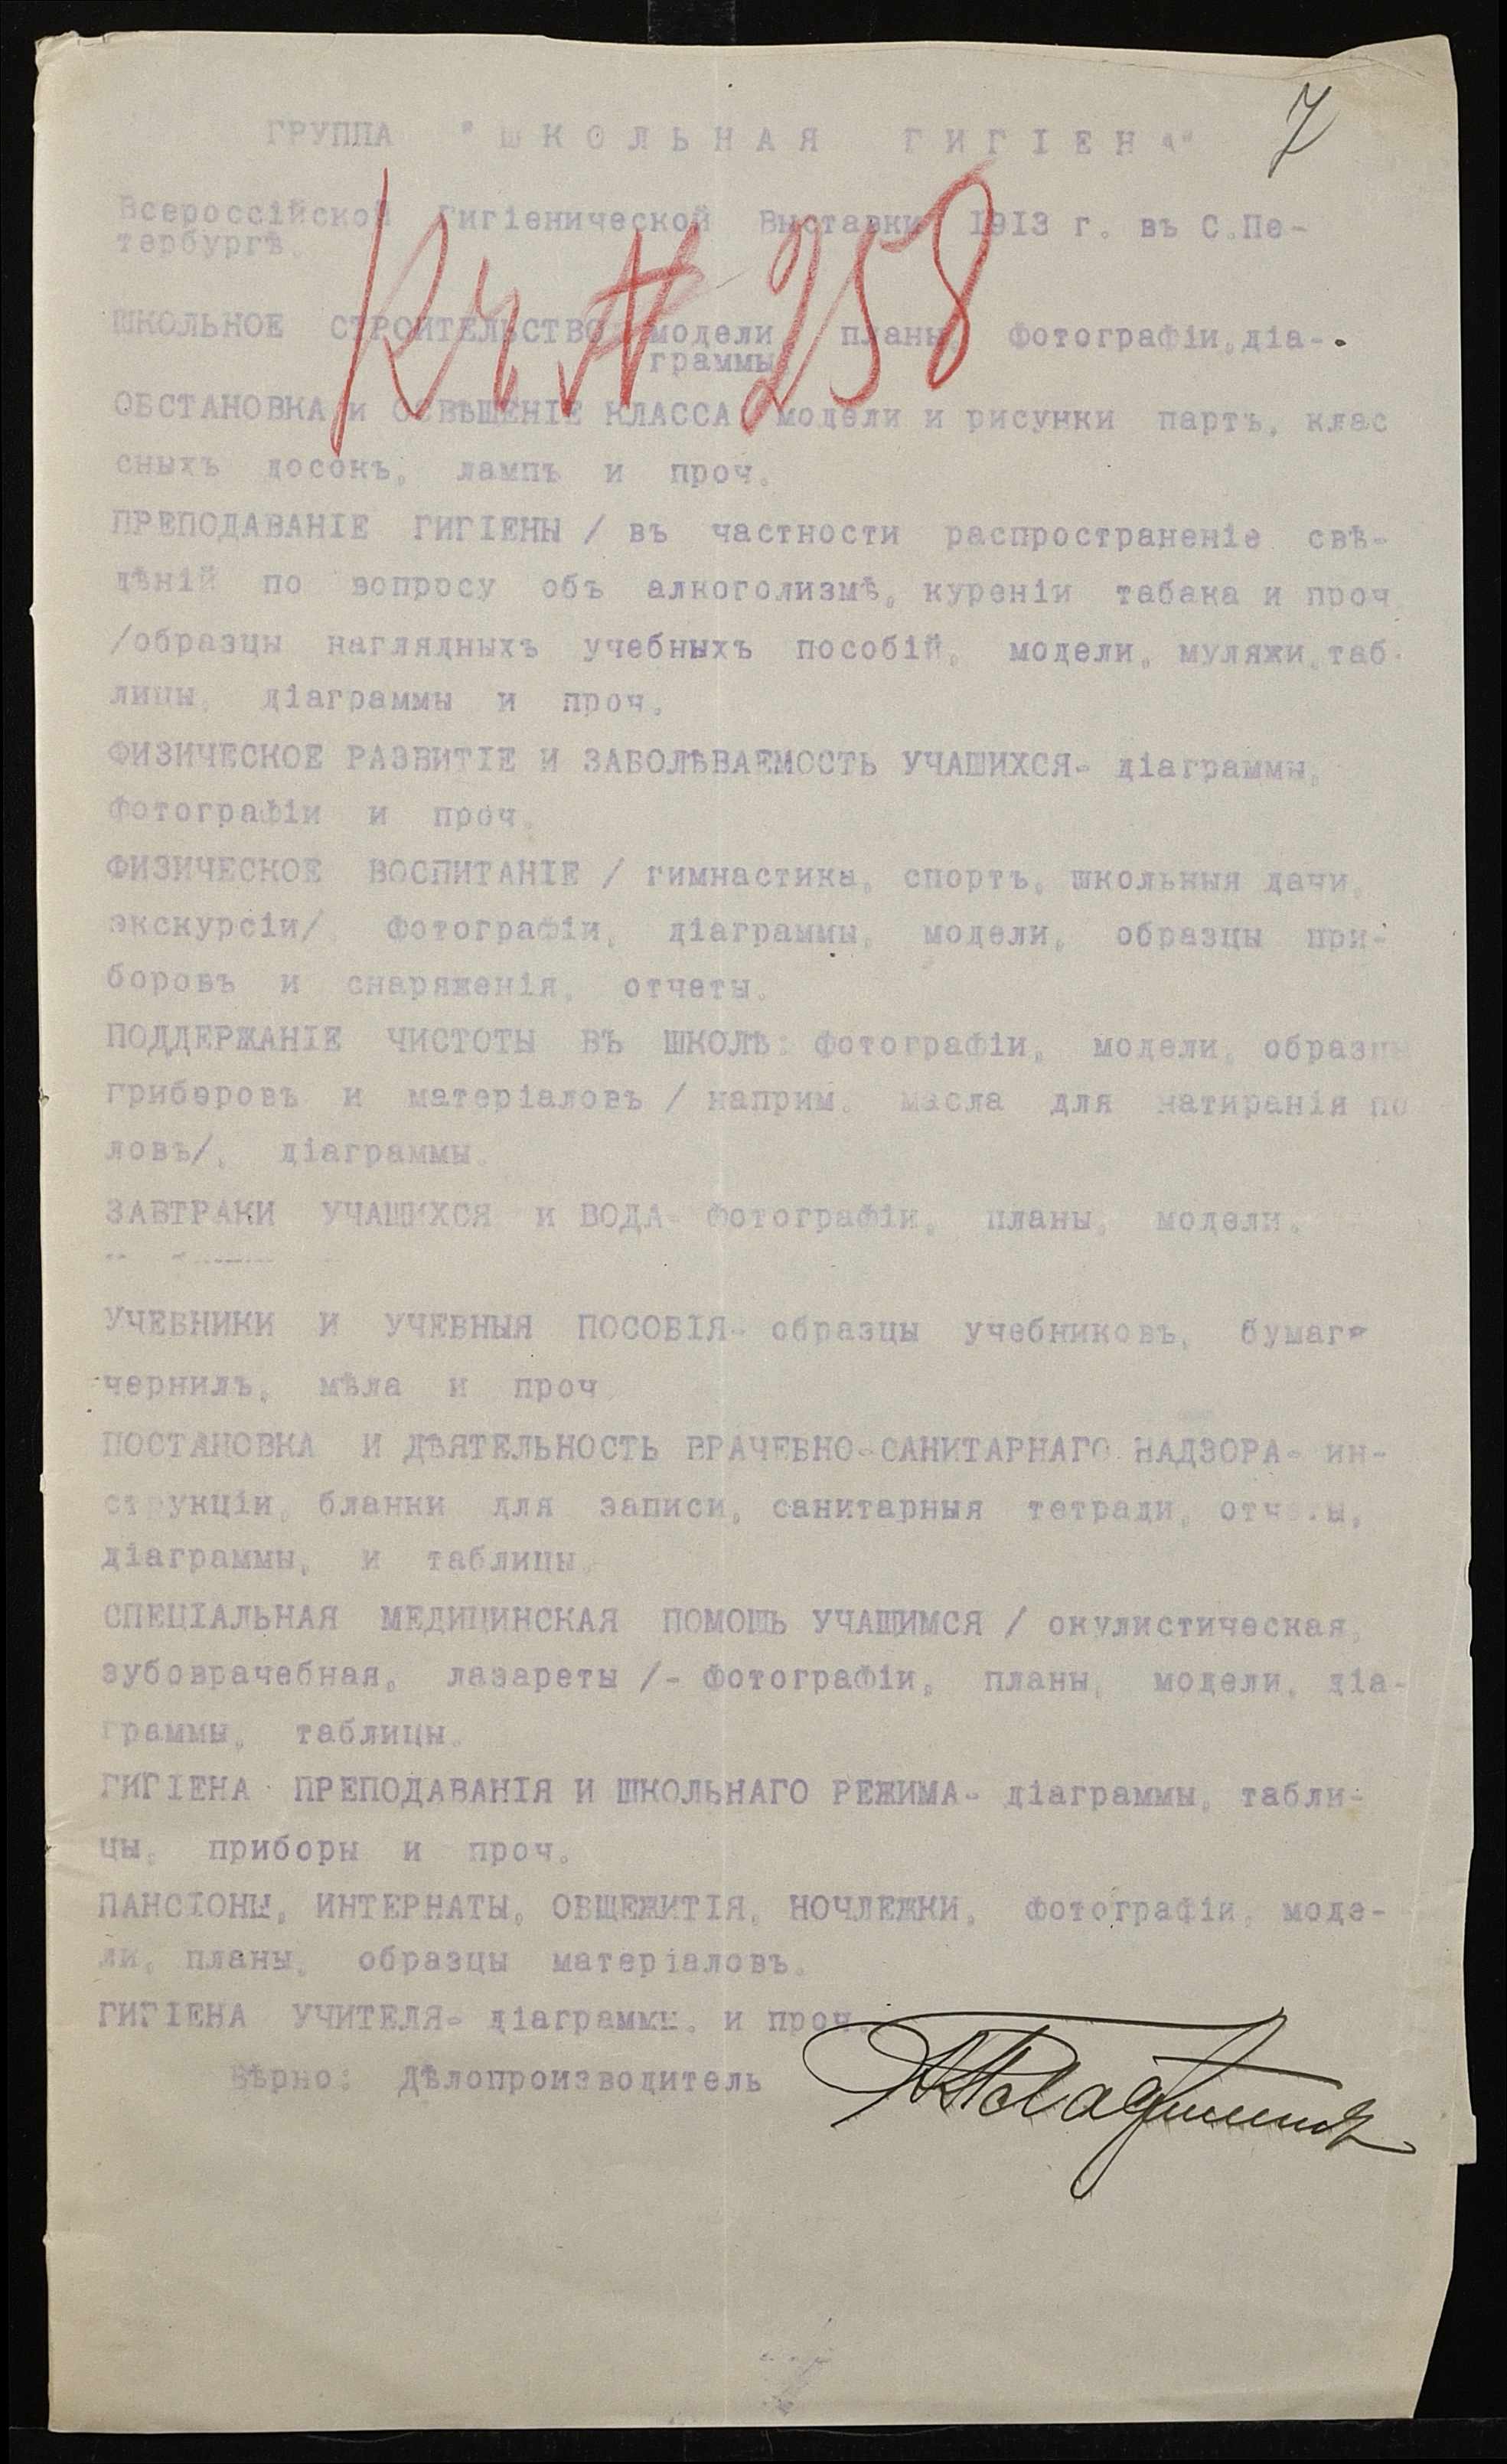 7
ГРУППА "ШКОЛЬНАЯ ГИГІЕНА"
Всероссійской Гигіенической Выставки 1913 г. въ С.Пе-
тербургѣ.
Къ № 258
ШКОЛЬНОЕ СТРОИТЕЛЬСТВО модели планы, фотографіи, діа-
граммы.
ОБСТАНОВКА и ОСВѢЩЕНІЕ КЛАССА модели и рисунки партъ, клас
сныхъ досокъ, лампъ и проч.
ПРЕПОДАВАНІЕ ГИГІЕНЫ / въ частности распространеніе свѣ-
дѣній по вопросу объ алкоголизмѣ, куреніи табака и проч
/образцы наглядныхъ учебныхъ пособій, модели, муляжи, таб-
лицы, діаграммы и проч.
ФИЗИЧЕСКОЕ РАЗВИТІЕ И ЗАБОЛѢВАЕМОСТЬ УЧАШИХСЯ- діаграммы,
фотографіи и проч.
ФИЗИЧЕСКОЕ ВОСПИТАНІЕ / гимнастика, спортъ, школьныя дачи,
экскурсіи/ фотографіи, діаграммы, модели, образцы при-
боровъ и снаряженія, отчеты.
ПОДДЕРЖАНІЕ ЧИСТОТЫ ВЪ ШКОЛѢ: фотографіи, модели, образцы
приборовъ и матеріаловъ / наприм. масла для натиранія по
ловъ/, діаграммы.
ЗАВТРАКИ УЧАЩИХСЯ и ВОДА- фотографіи, планы, модели.
УЧЕБНИКИ И УЧЕБНЫЯ ПОСОБІЯ- образцы учебниковъ, бумаги
чернилъ, мѣла и проч.
ПОСТАНОВКА И ДѢЯТЕЛЬНОСТЬ ВРАЧЕБНО-САНИТАРНАГО НАДЗОРА- ин-
струкціи, бланки для записи, санитарныя тетради, отчеты,
діаграммы, и таблицы.
СПЕЦІАЛЬНАЯ МЕДИЦИНСКАЯ ПОМОЩЬ УЧАЩИМСЯ / окулистическая,
зубоврачебная, лазареты /- фотографіи, планы, модели, діа-
граммы, таблицы.
ГИГІЕНА ПРЕПОДАВАНІЯ И ШКОЛЬНАГО РЕЖИМА- діаграммы, табли-
цы, приборы и проч.
ПАНСІОНЫ, ИНТЕРНАТЫ, ОБЩЕЖИТІЯ, НОЧЛЕЖКИ, фотографіи, моде-
ли, планы, образцы матеріаловъ.
ГИГІЕНА УЧИТЕЛЯ- діаграммы. и проч.
Вѣрно: Дѣлопроизводитель